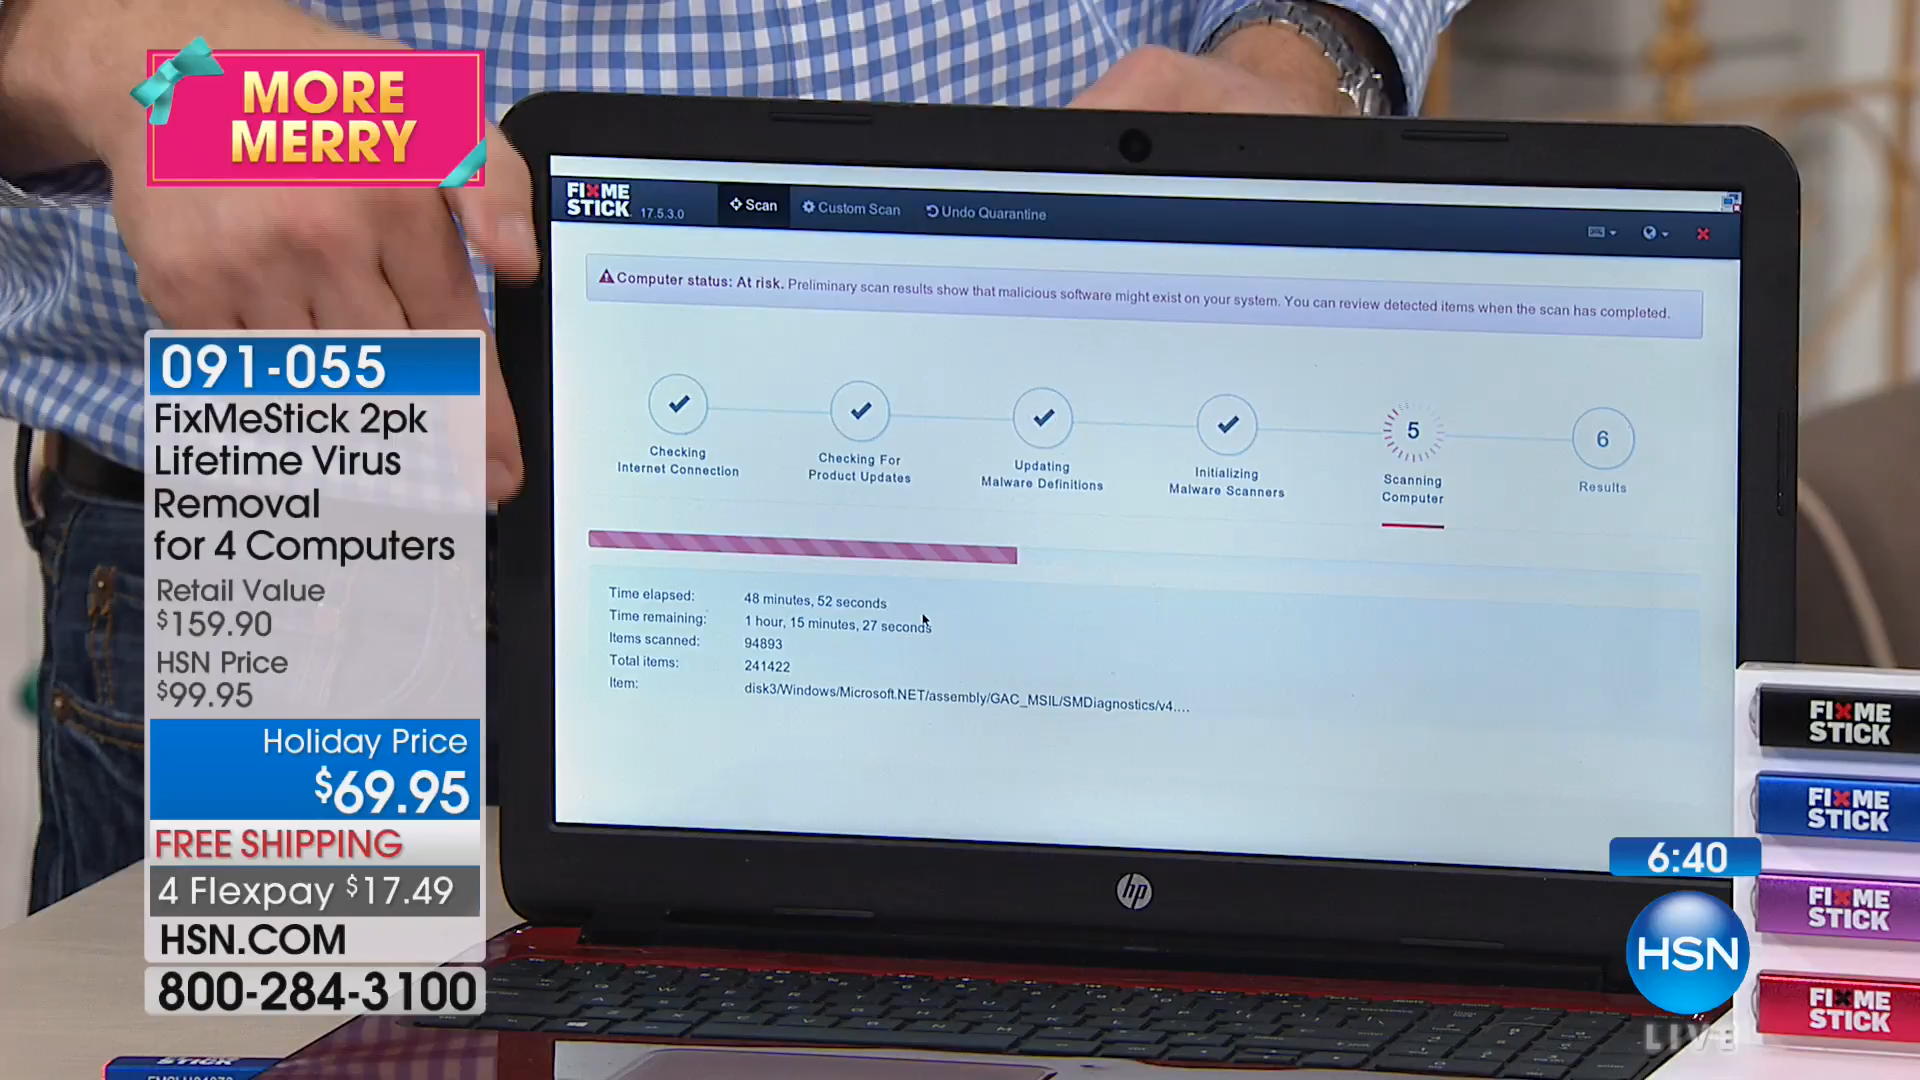 MORE
MERRY
091-055
FixMeStick 2pk
Lifetime Virus
Removal
for 4 Computers
Retail Value
$159.90
HSN Price
$99.95
Holiday Price
$69.95
FREE SHIPPING
4 Flexpay $17.49
HSN.COM
800-284-3100
FIXME
STICK 17.5.3.0
Scan
Custom Scan
Undo Quarantine
Computer status: At risk. Preliminary scan results show that malicious software might exist on your system. You can review detected items when the scan has completed.
Checking
Internet Connection
Checking For
Product Updates
Updating
Malware Definitions
Initializing
Malware Scanners
5
Scanning
Computer
6
Results
Time elapsed: 48 minutes, 52 seconds
Time remaining: 1 hour, 15 minutes, 27 seconds
Items scanned: 94893
Total items: 241422
Item: disk3/Windows/Microsoft.NET/assembly/GAC_MSIL/SMDiagnostics/v4....
hp
FIXME
STICK
FIXME
STICK
FIXME
STICK
FIXME
STICK
6:40
HSN
LIVE
STICK